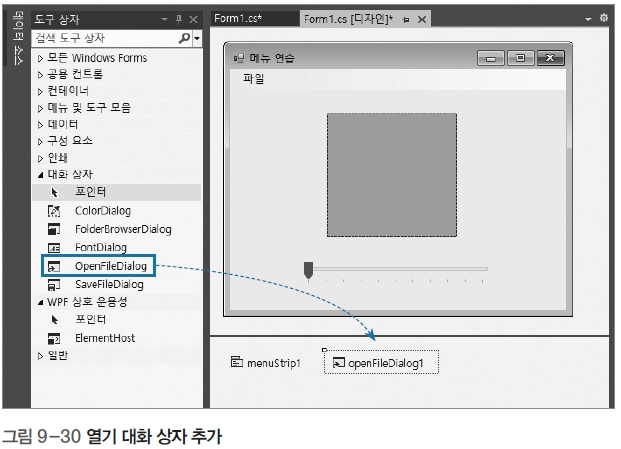 데이터 소스
도구 상자
검색 도구 상자
모든 Windows Forms
공용 컨트롤
컨테이너
메뉴 및 도구 모음
데이터
구성 요소
인쇄
대화 상자
포인터
ColorDialog
FolderBrowserDialog
FontDialog
OpenFileDialog
SaveFileDialog
WPF 상호 운용성
포인터
ElementHost
일반
Form1.cs*
Form1.cs [디자인]*
메뉴 연습
파일
menuStrip1
openFileDialog1
그림 9-30 열기 대화 상자 추가